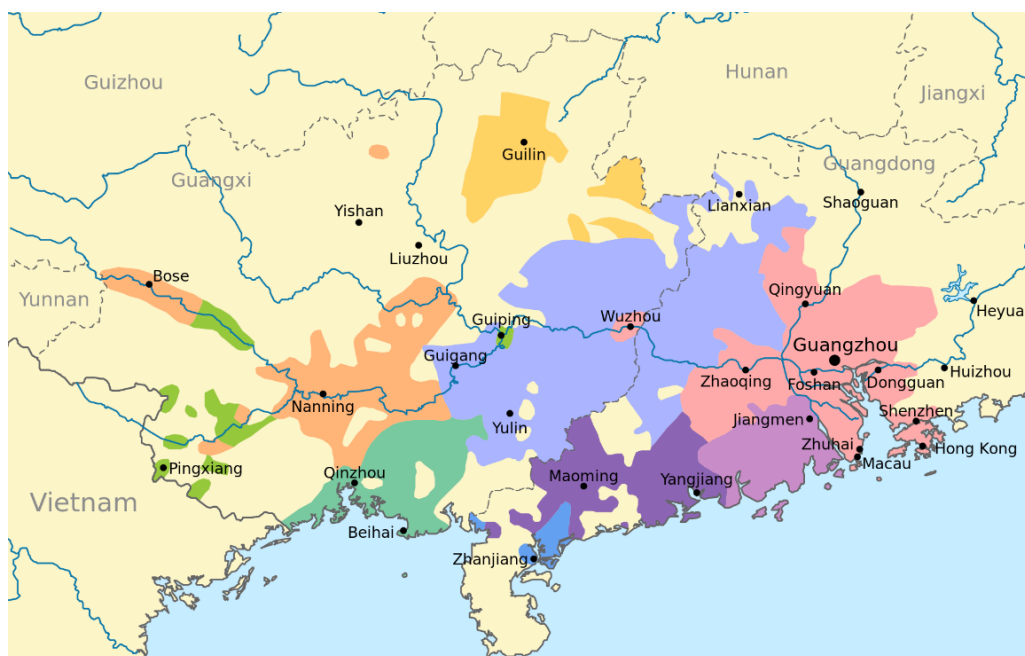 Guizhou
Hunan
Jiangxi
Guilin
Guangdong
Guangxi
Lianxian
Shaoguan
Yishan
Liuzhou
Bose
Yunnan
Qingyuan
Heyua
Guiping
Wuzhou
Guangzhou
Guigang
Zhaoqing
Foshan
Dongguan
Huizhou
Nanning
Yulin
Jiangmen
Shenzhen
Zhuhai
Hong Kong
Macau
Pingxiang
Qinzhou
Maoming
Yangjiang
Vietnam
Beihai
Zhanjiang